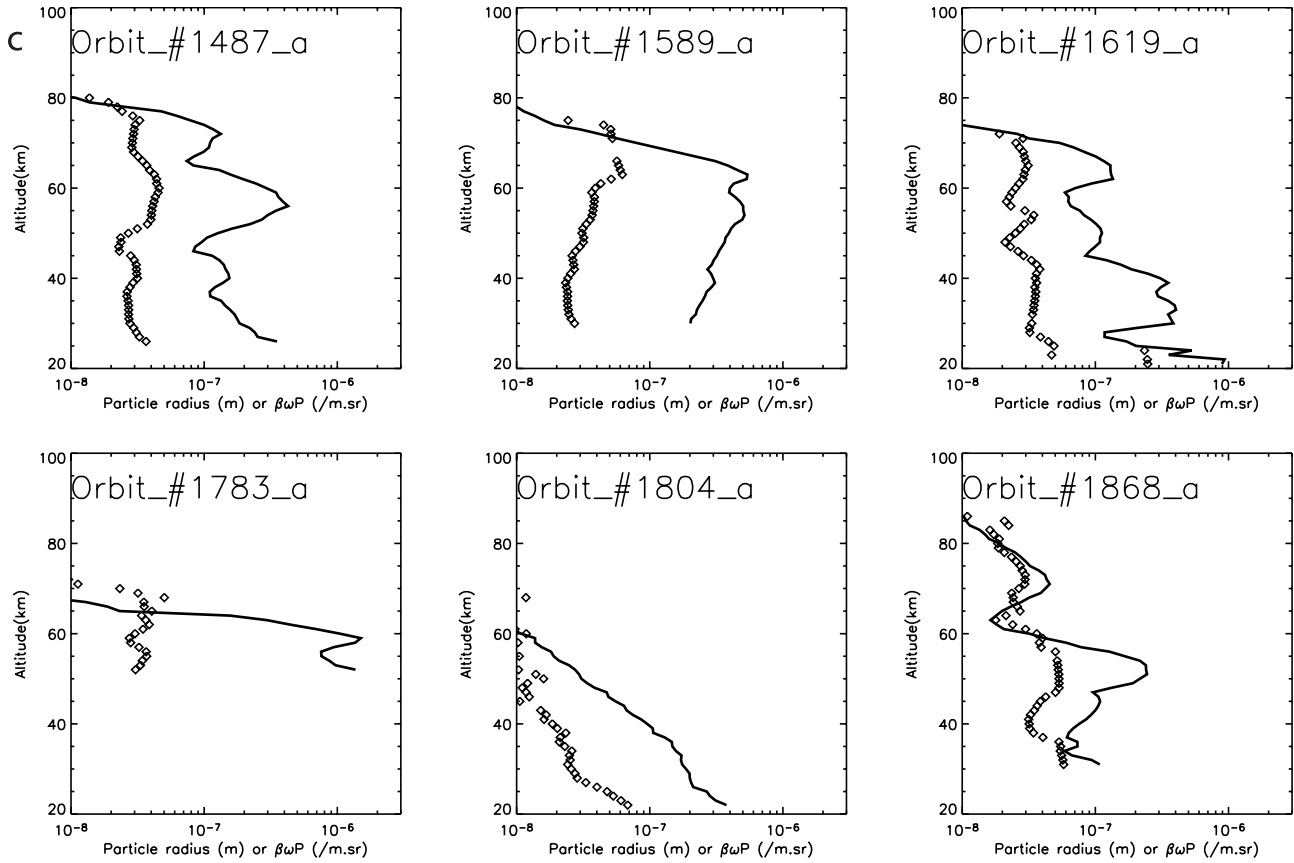 c
Orbit_#1487_a
Orbit_#1589_a
Orbit_#1619_a
100
80
60
40
20
Altitude(km)
10-8 10-7 10-6
Particle radius (m) or βωP (/m.sr)
100
80
60
40
20
Altitude(km)
10-8 10-7 10-6
Particle radius (m) or βωP (/m.sr)
100
80
60
40
20
Altitude(km)
10-8 10-7 10-6
Particle radius (m) or βωP (/m.sr)
Orbit_#1783_a
Orbit_#1804_a
Orbit_#1868_a
100
80
60
40
20
Altitude(km)
10-8 10-7 10-6
Particle radius (m) or βωP (/m.sr)
100
80
60
40
20
Altitude(km)
10-8 10-7 10-6
Particle radius (m) or βωP (/m.sr)
100
80
60
40
20
Altitude(km)
10-8 10-7 10-6
Particle radius (m) or βωP (/m.sr)